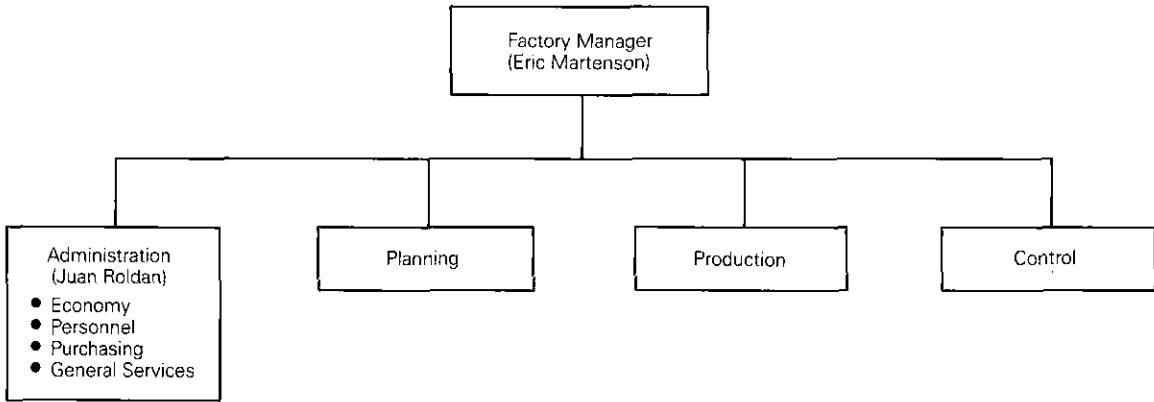 Factory Manager
(Eric Martenson)
Administration
(Juan Roldan)
● Economy
● Personnel
● Purchasing
● General Services
Planning
Production
Control